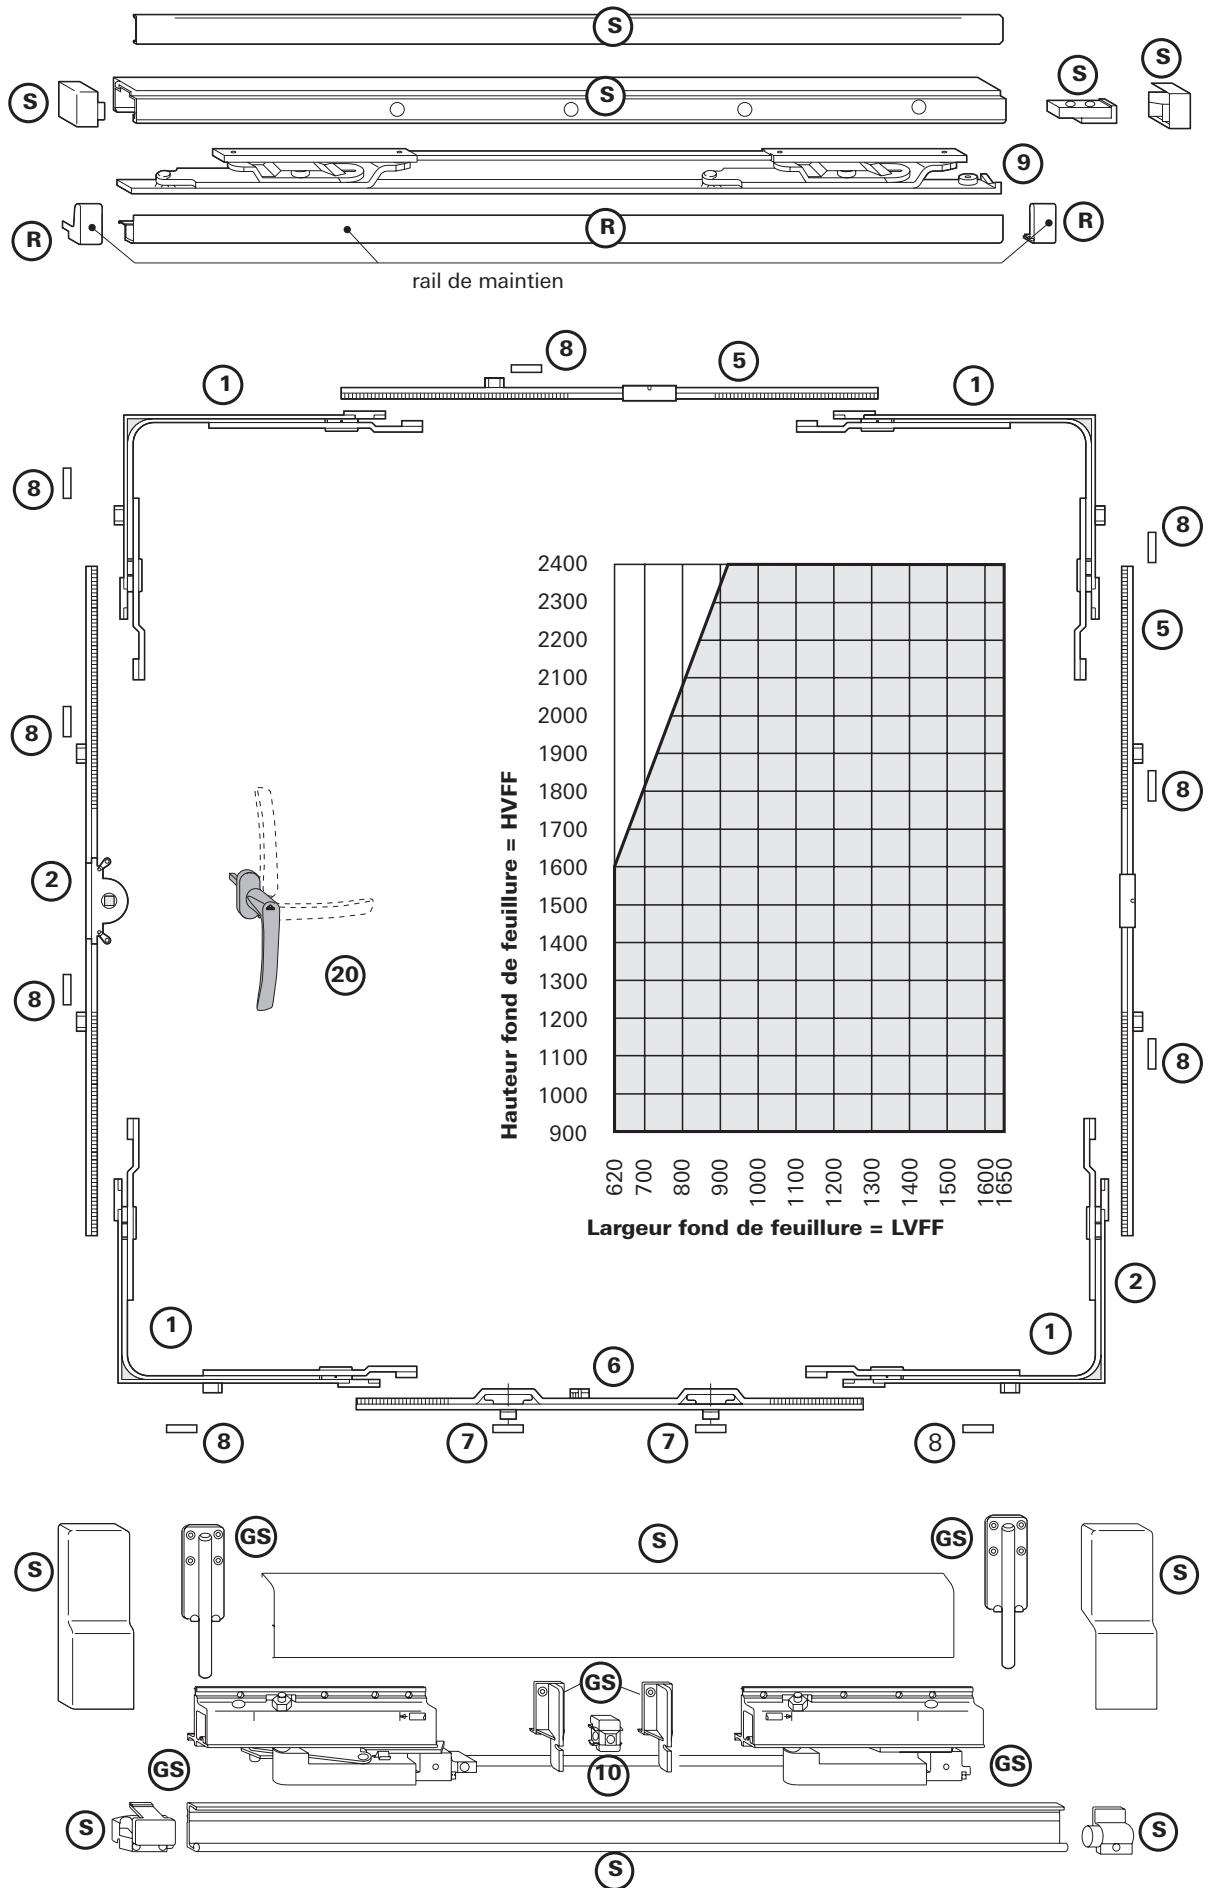 S
S
S
S
S
9
R
R
R
rail de maintien
8
5
1
1
8
8
5
8
8
2
8
8
20
Hauteur fond de feuillure = HVFF
2400
2300
2200
2100
2000
1900
1800
1700
1600
1500
1400
1300
1200
1100
1000
900
620 700 800 900 1000 1100 1200 1300 1400 1500 1600 1650
Largeur fond de feuillure = LVFF
2
1
1
6
8
7
7
8
S
GS
S
GS
S
GS
GS
10
GS
S
S
S